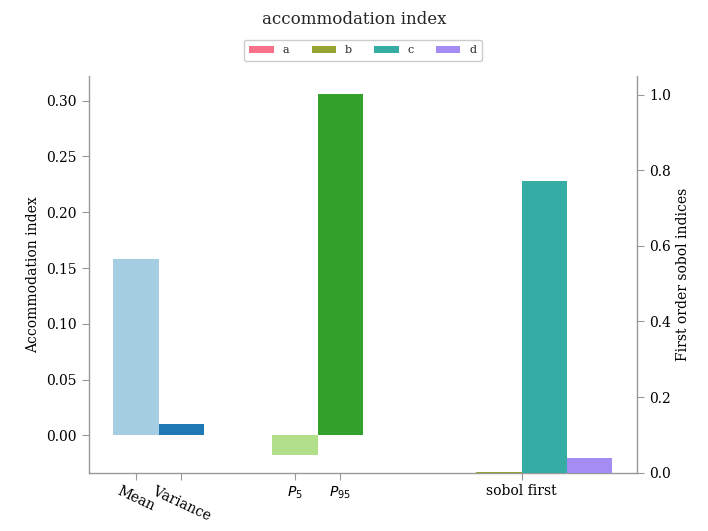 accommodation index
a b c d
0.30
0.25
0.20
0.15
0.10
0.05
0.00
Accommodation index
1.0
0.8
0.6
0.4
0.2
0.0
First order sobol indices
Mean
Variance
P5
P95
sobol first